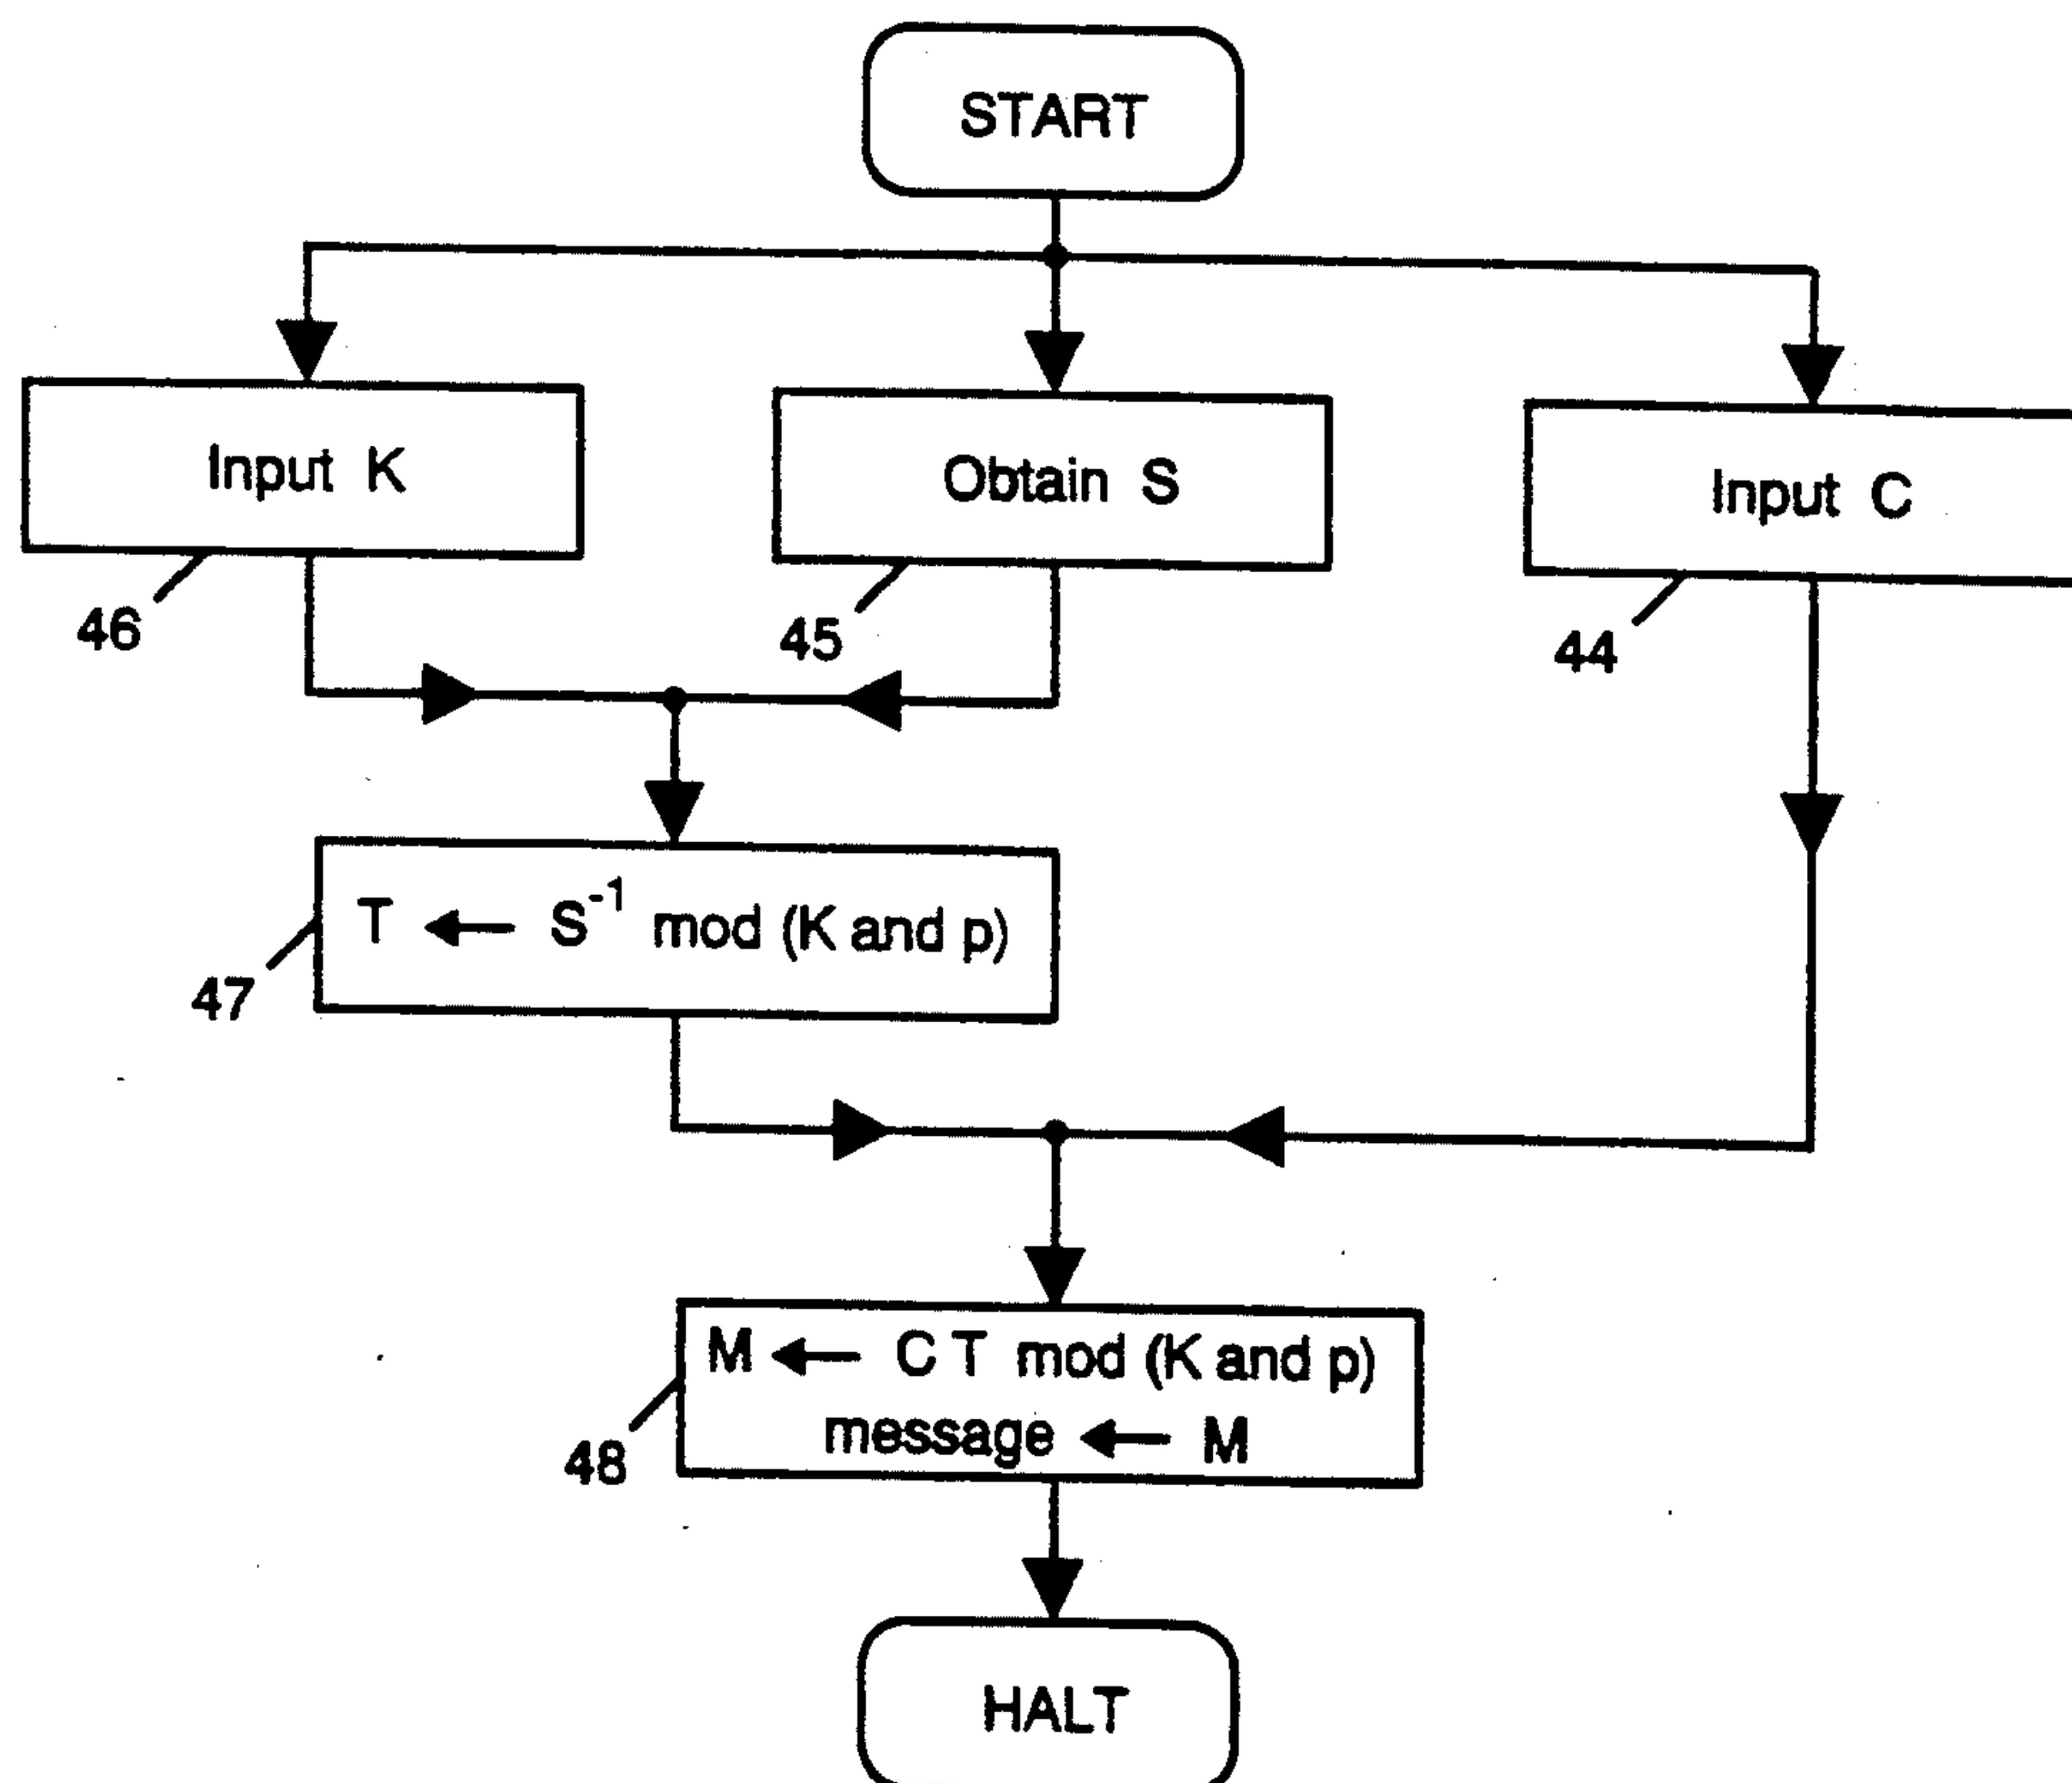 START
Input K
Obtain S
Input C
46
45
44
T ← S⁻¹ mod (K and p)
47
M ← C T mod (K and p)
message ← M
48
HALT